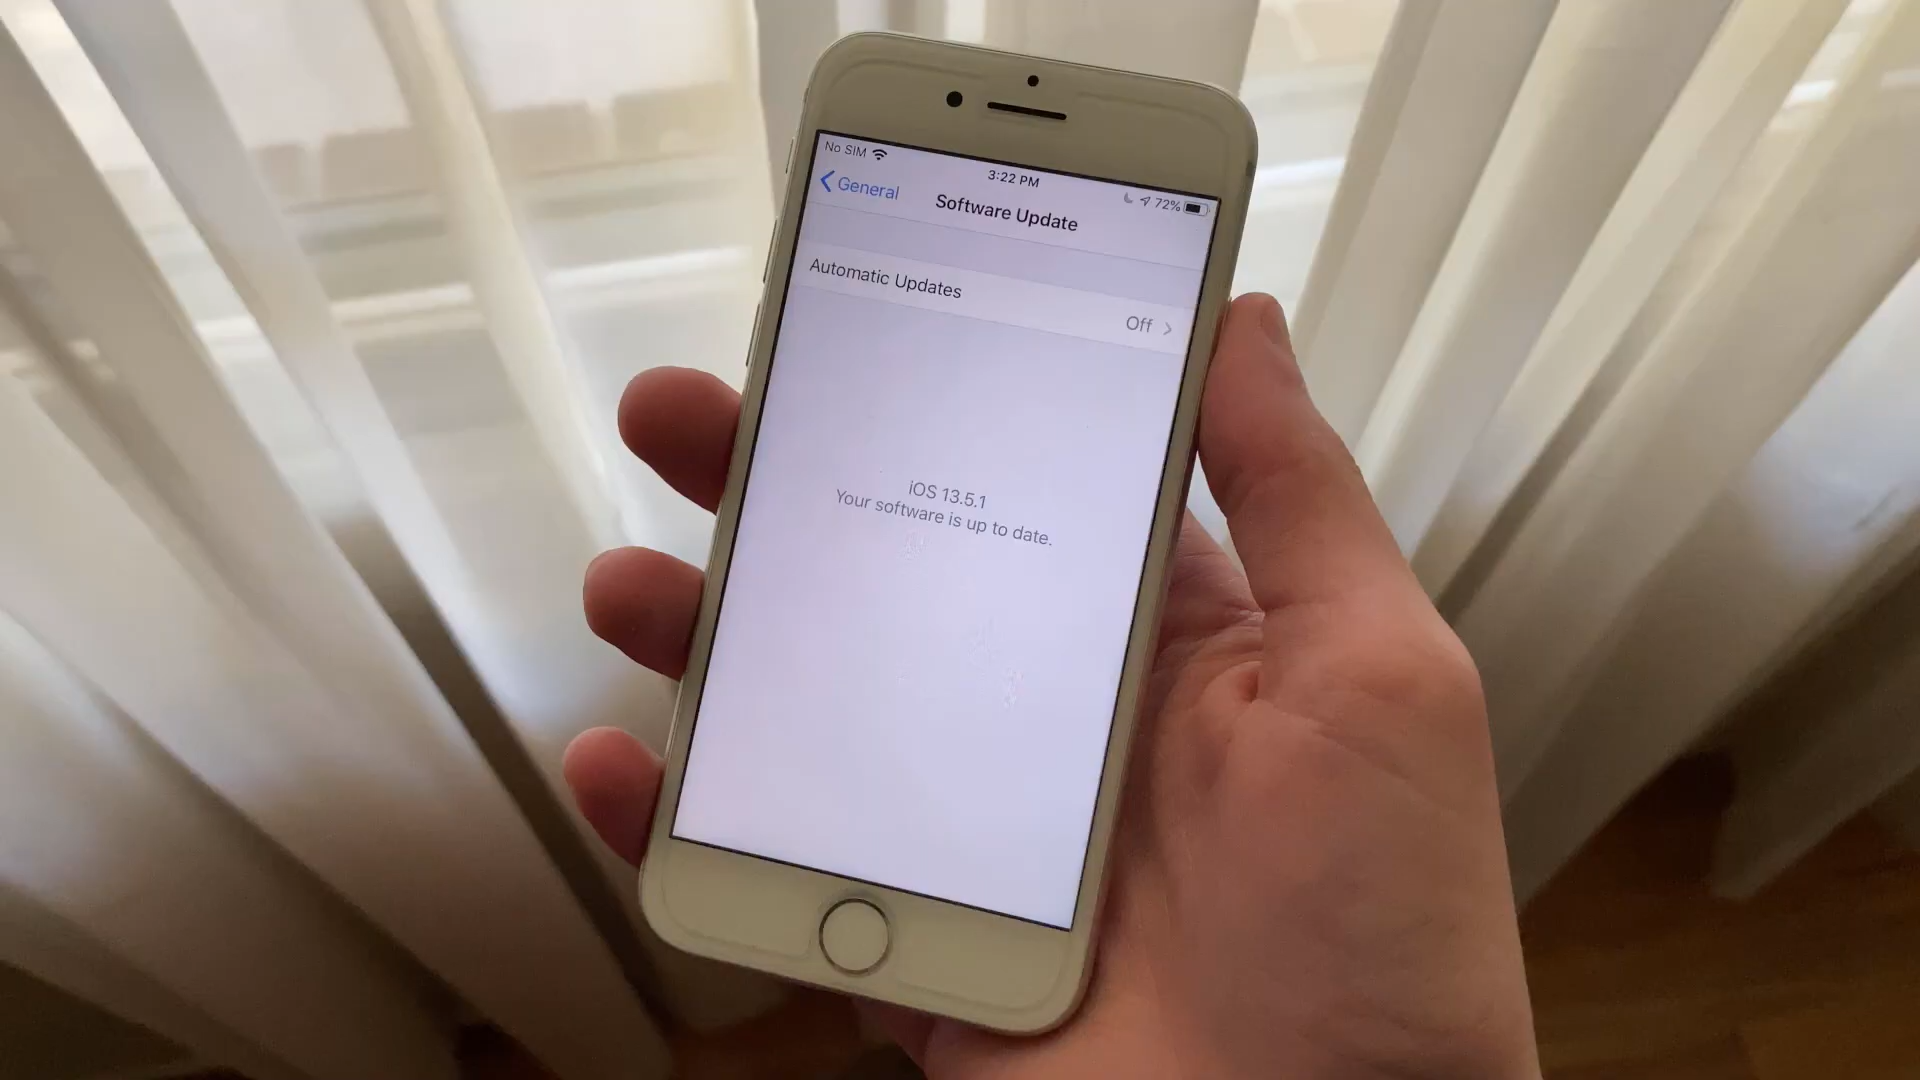 No SIM
3:22 PM
72%
General
Software Update
Automatic Updates
Off
iOS 13.5.1
Your software is up to date.